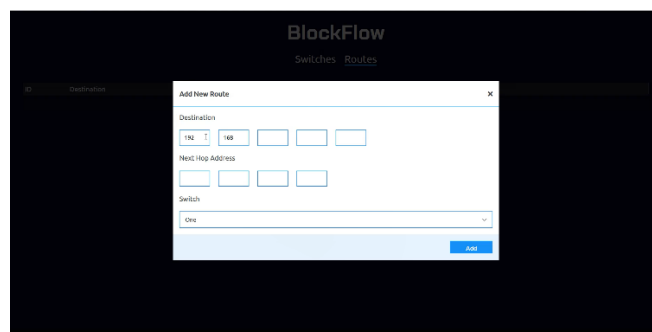 BlockFlow
Switches Routes
ID Destination
Add New Route ×
Destination
192 168
Next Hop Address
Switch
One
Add